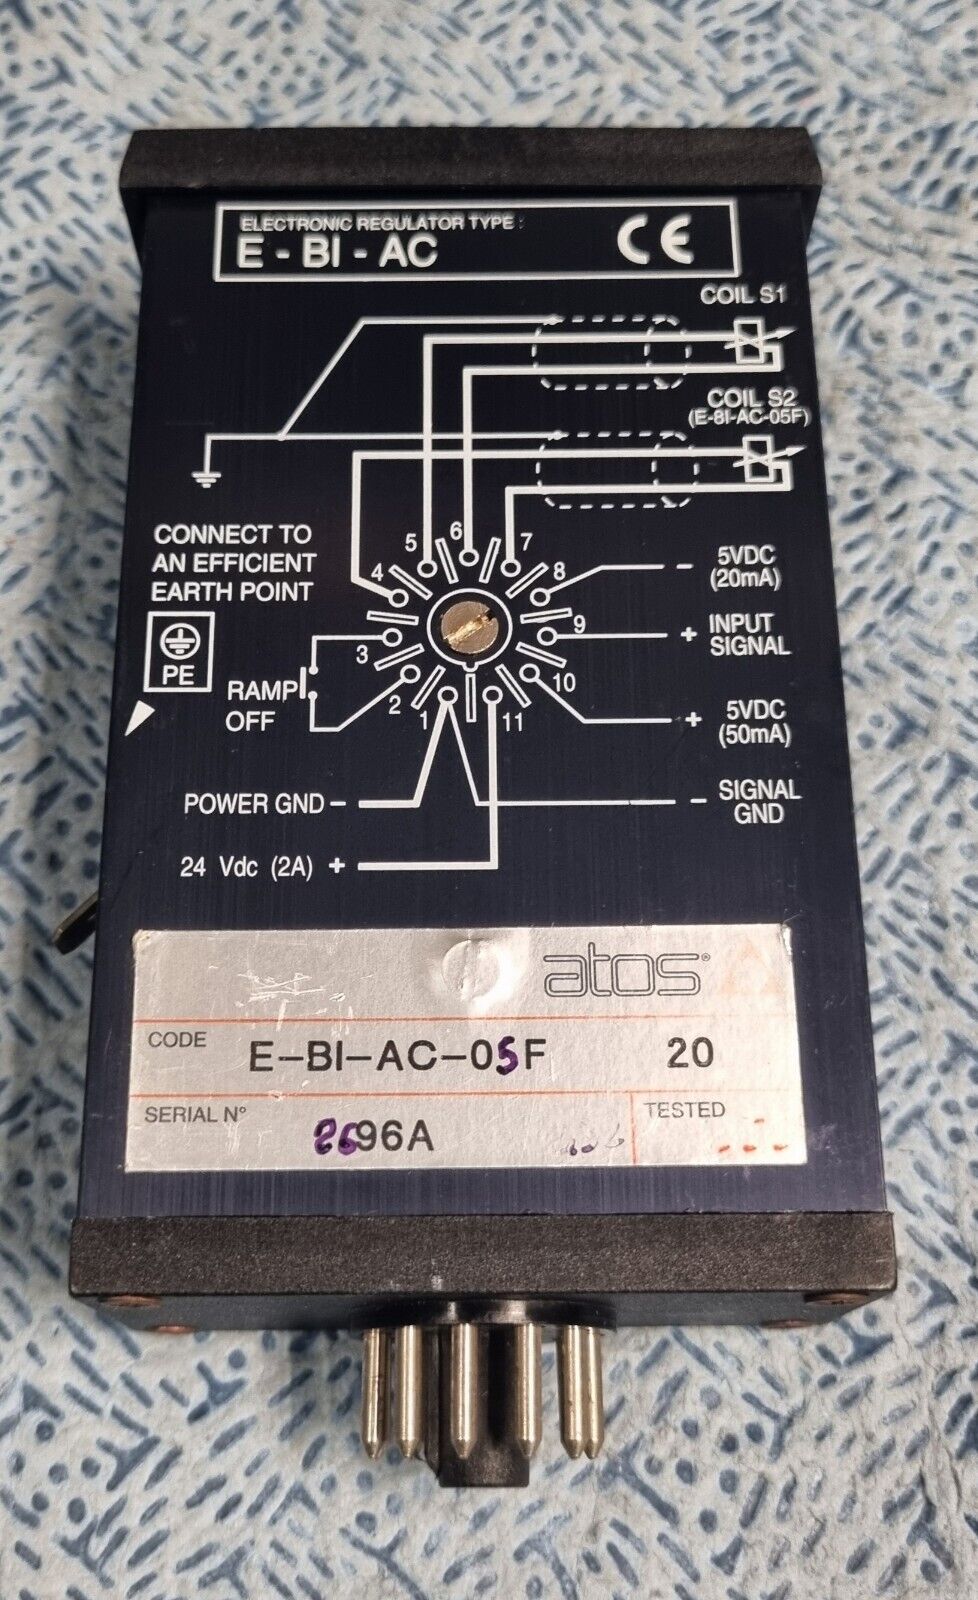 ELECTRONIC REGULATOR TYPE:
E - BI - AC
CE
COIL S1
COIL S2
(E-BI-AC-05F)
CONNECT TO
AN EFFICIENT
EARTH POINT
PE
RAMP
OFF
1
2
3
4
5
6
7
8
9
10
11
- 5VDC
(20mA)
+ INPUT
SIGNAL
+ 5VDC
(50mA)
- SIGNAL
GND
POWER GND -
24 Vdc (2A) +
atos®
CODE
E-BI-AC-05F 20
SERIAL N°
2696A
TESTED